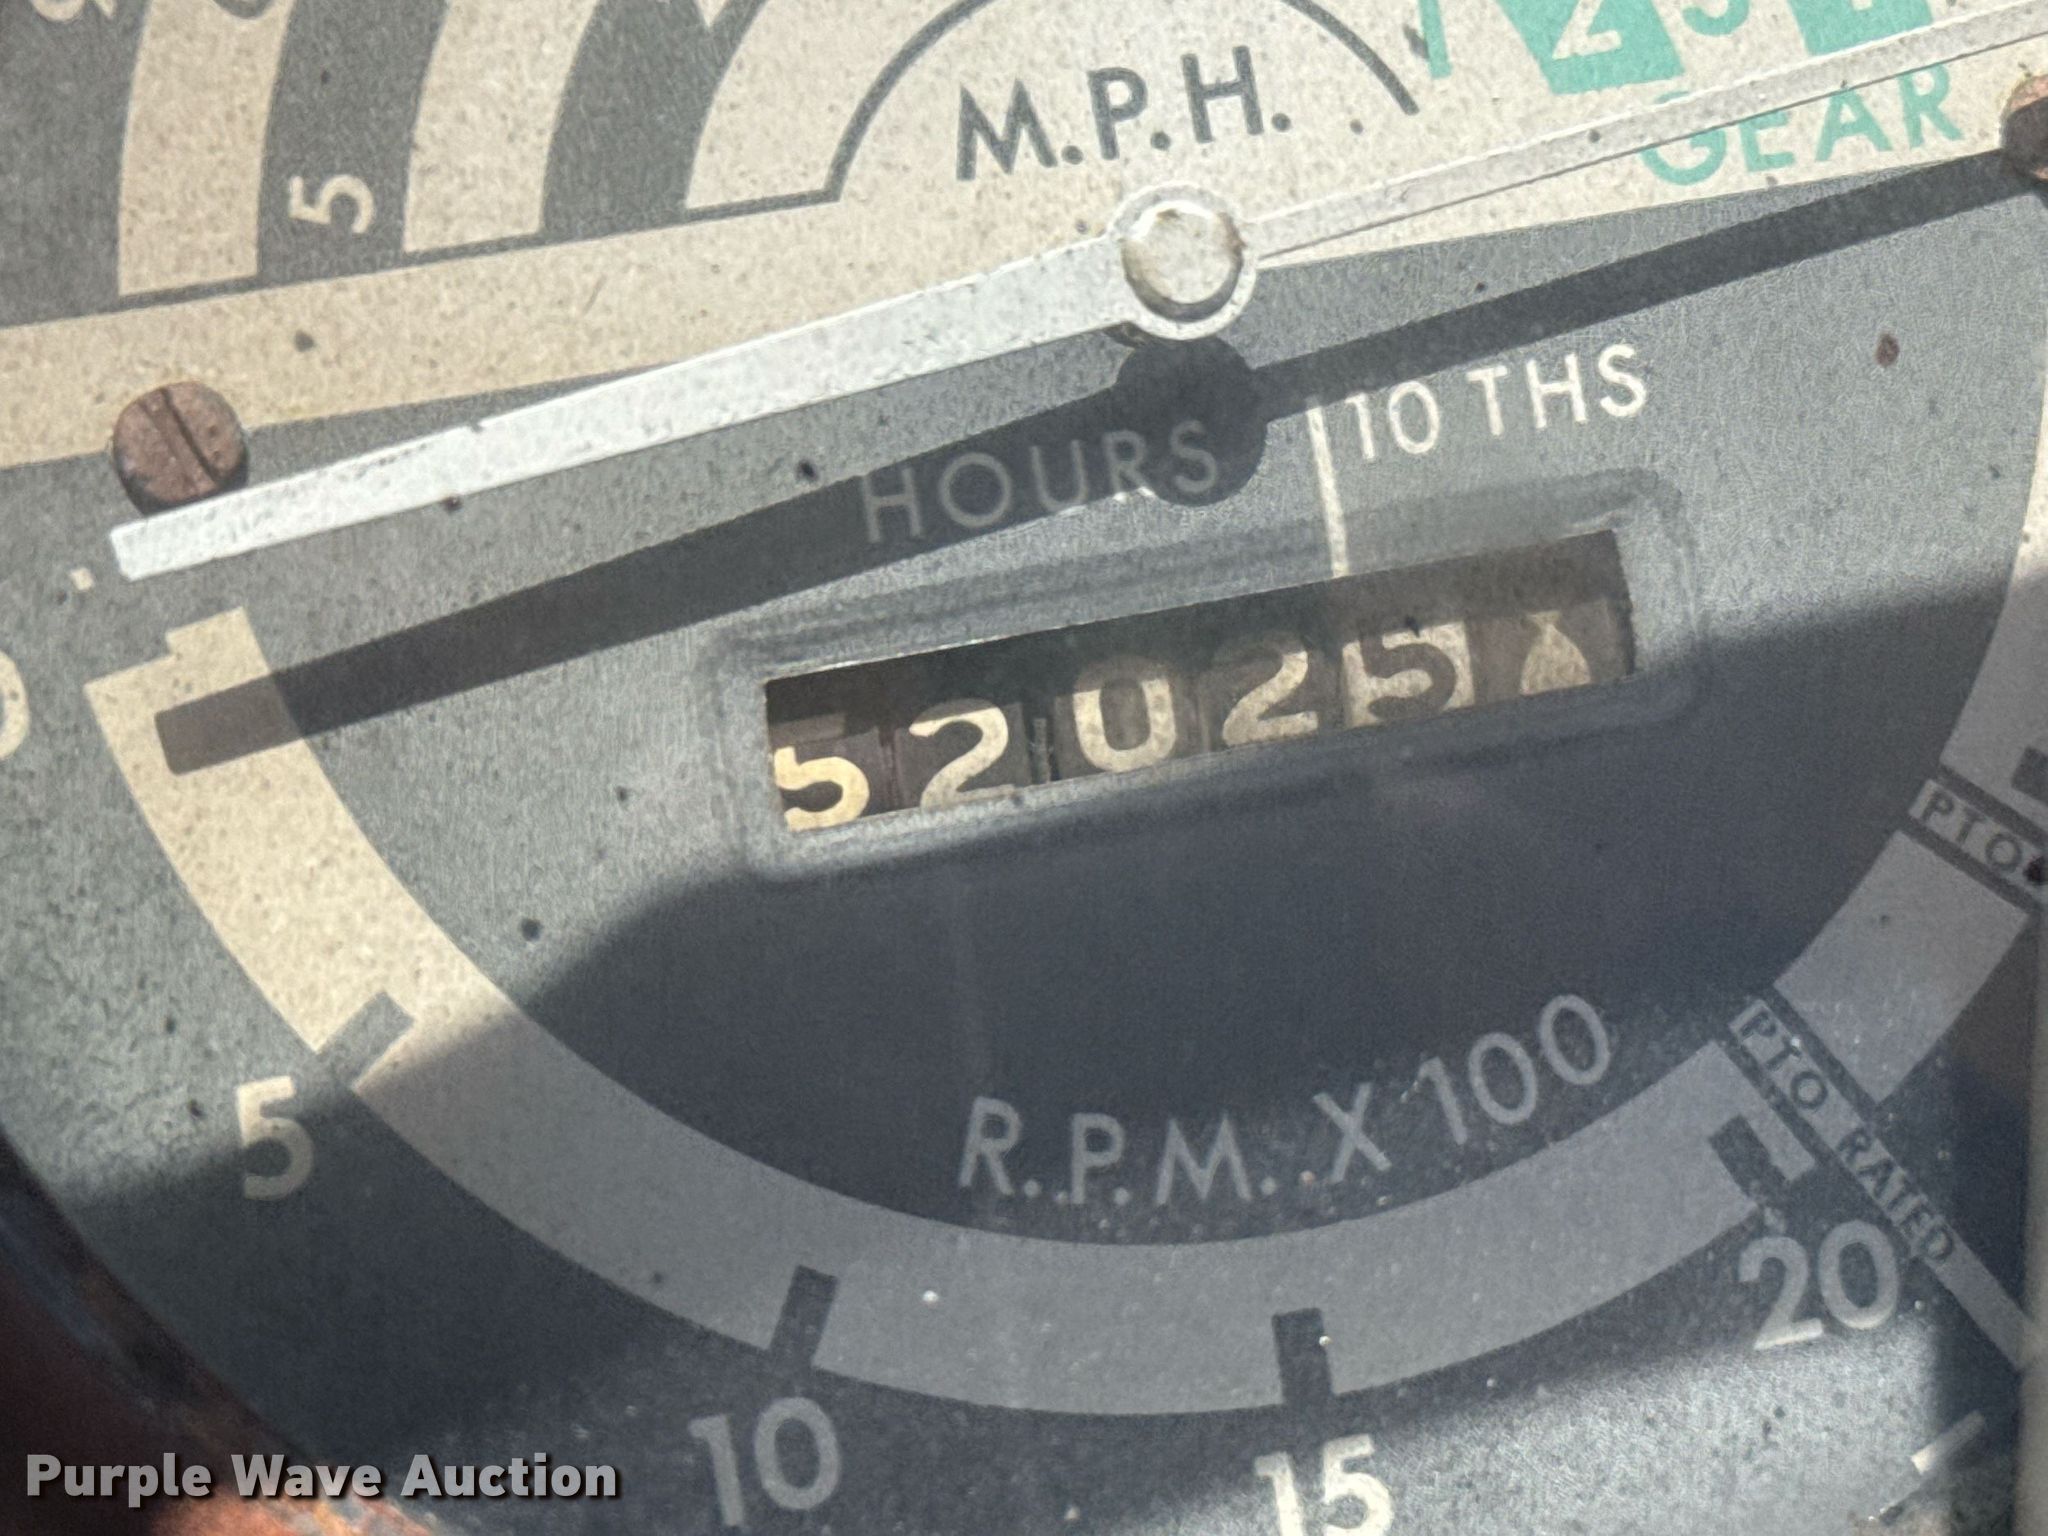 M.P.H.
GEAR
5
HOURS
10 THS
52025
PTO
R.P.M. X 100
PTO RATED
5
10
15
20
Purple Wave Auction